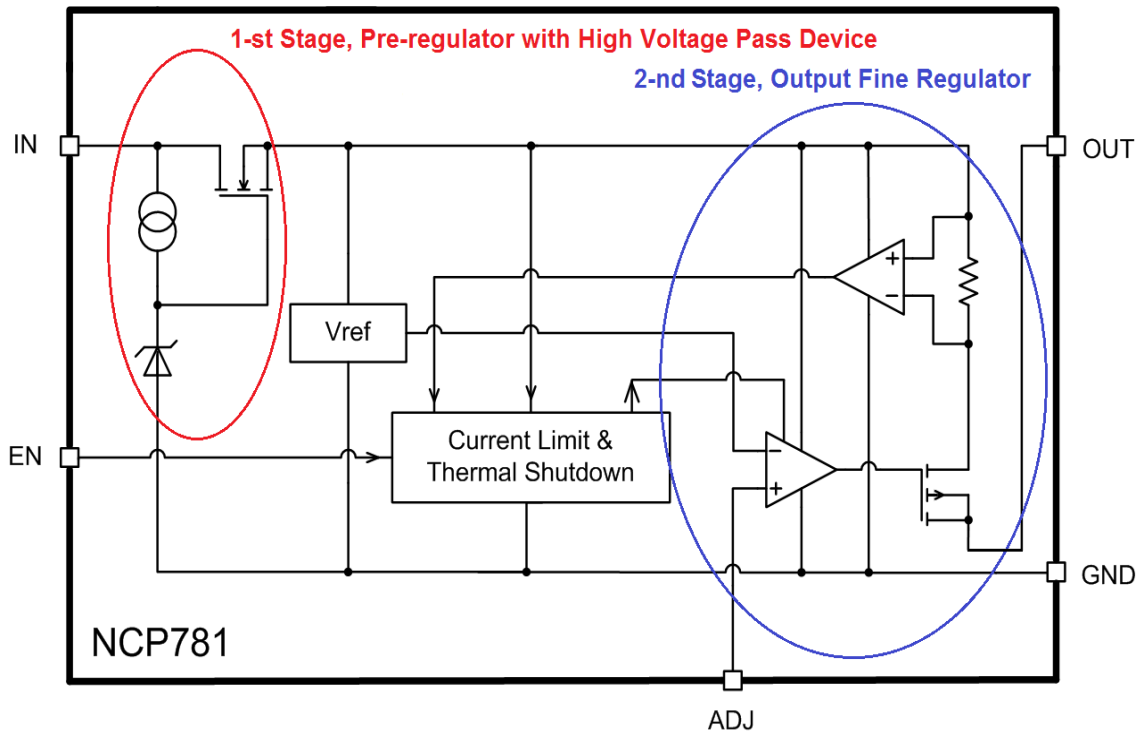 1-st Stage, Pre-regulator with High Voltage Pass Device
2-nd Stage, Output Fine Regulator
IN
OUT
+
−
Vref
Current Limit &
Thermal Shutdown
EN
−
+
GND
NCP781
ADJ